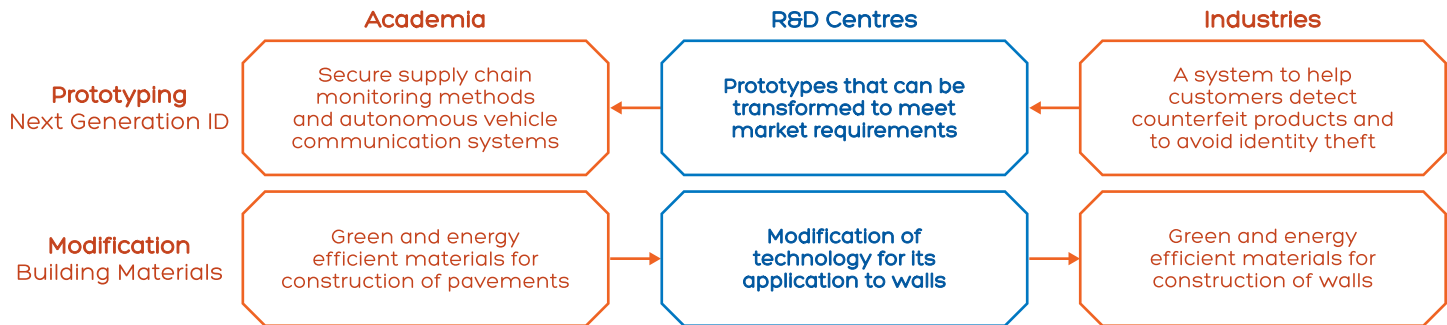 Academia
R&D Centres
Industries
Prototyping
Next Generation ID
Secure supply chain
monitoring methods
and autonomous vehicle
communication systems
Prototypes that can be
transformed to meet
market requirements
A system to help
customers detect
counterfeit products and
to avoid identity theft
Modification
Building Materials
Green and energy
efficient materials for
construction of pavements
Modification of
technology for its
application to walls
Green and energy
efficient materials for
construction of walls